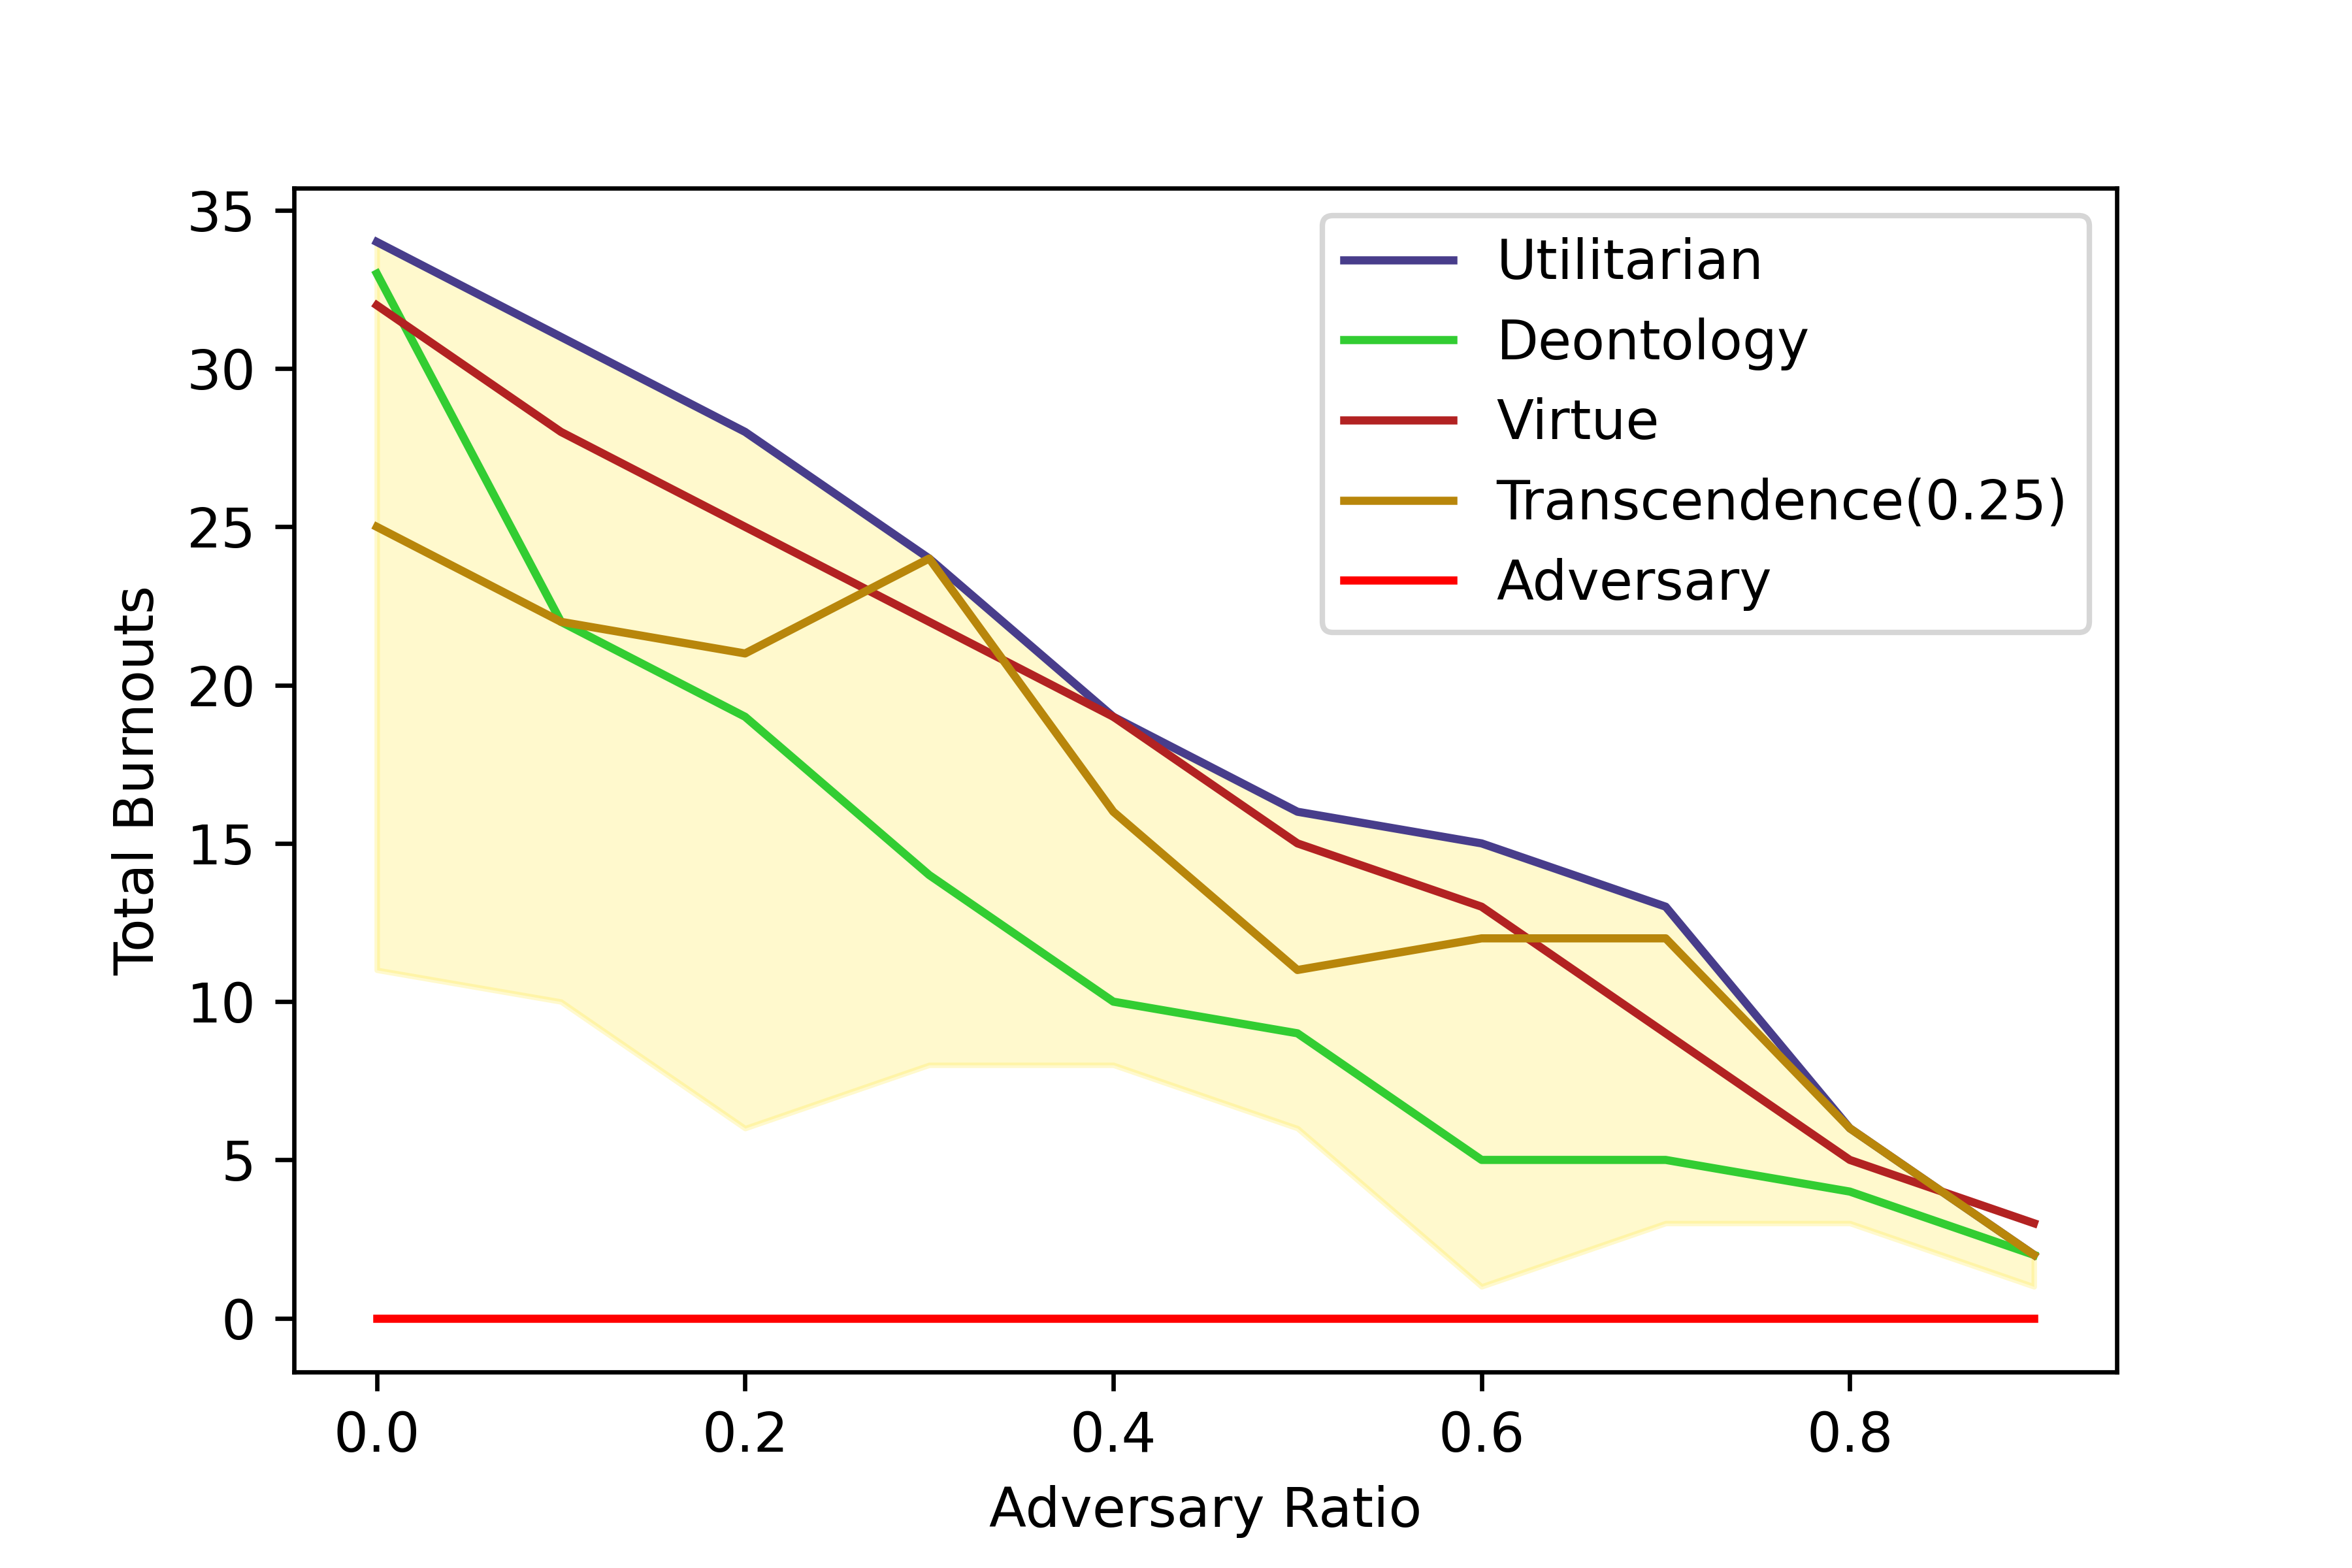 35
30
25
20
15
10
5
0
Total Burnouts
Utilitarian
Deontology
Virtue
Transcendence(0.25)
Adversary
0.0 0.2 0.4 0.6 0.8
Adversary Ratio